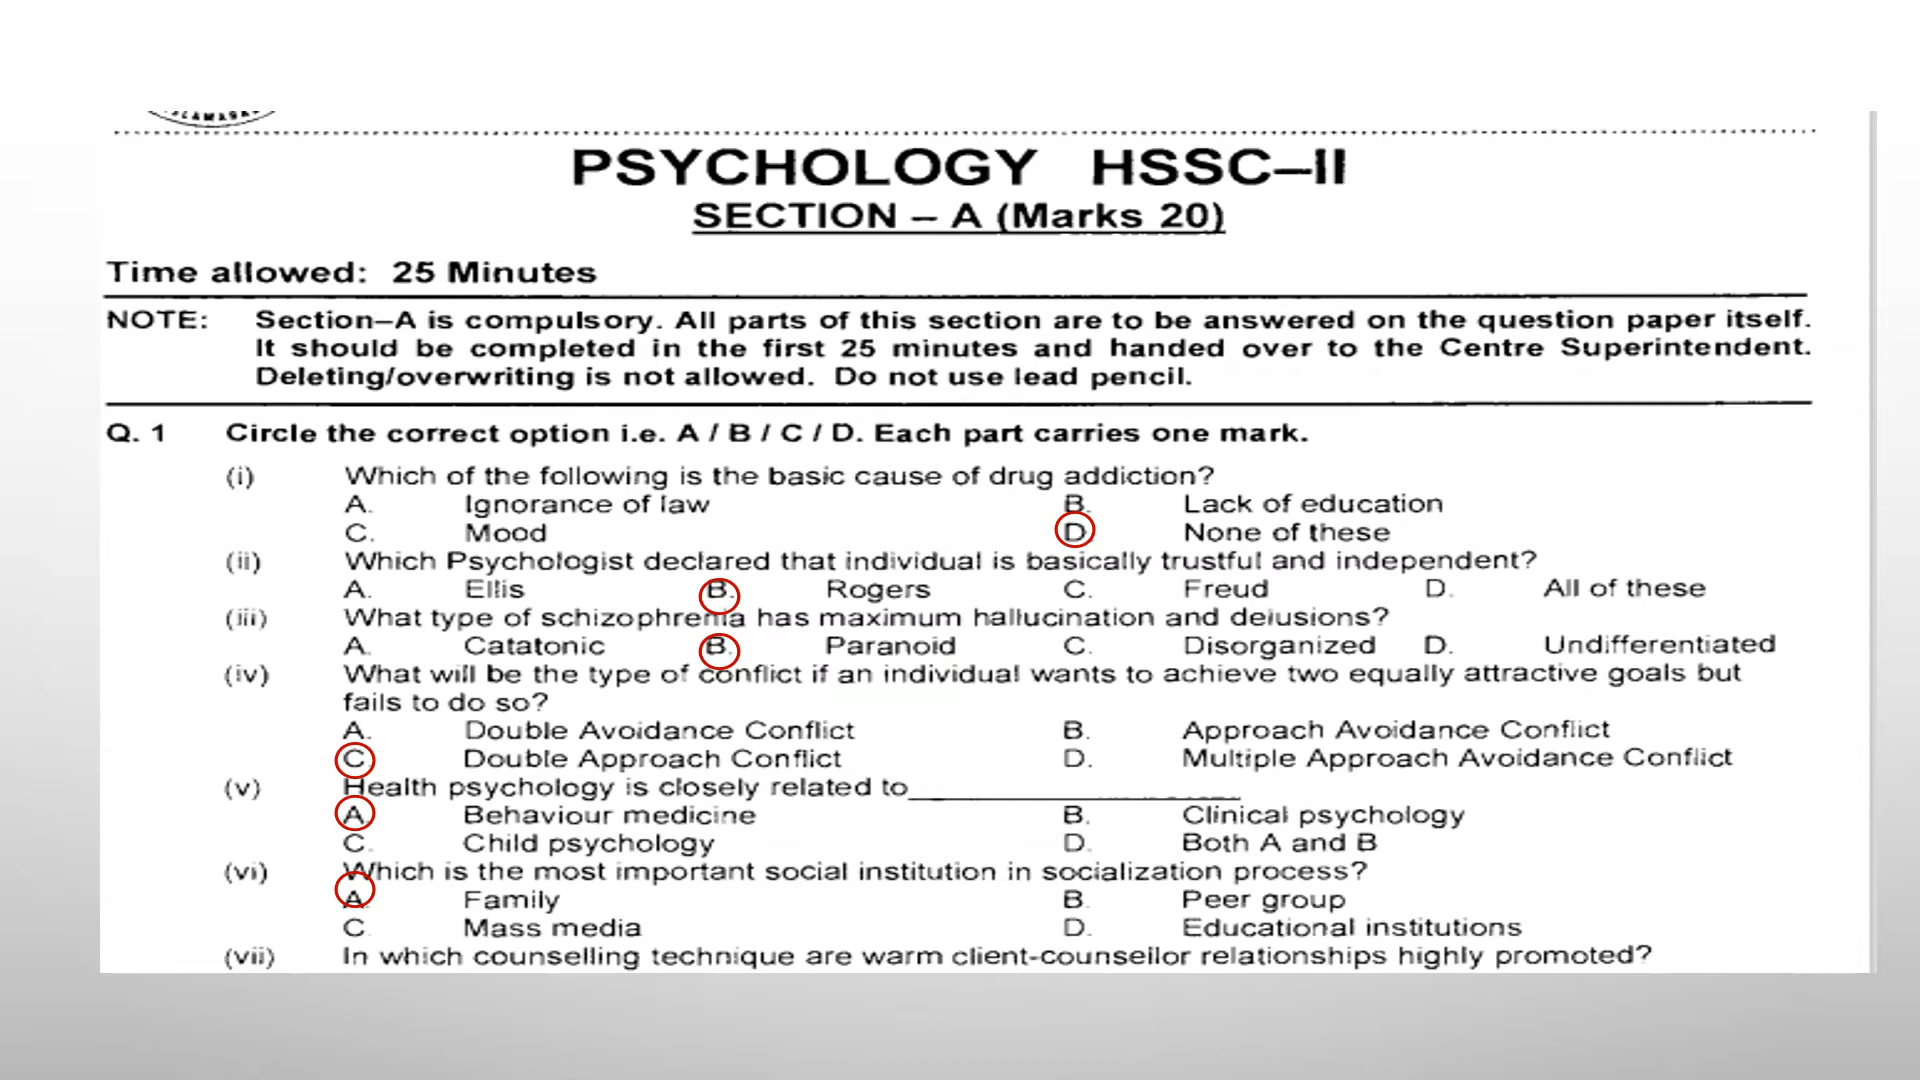 ISLAMABAD
PSYCHOLOGY HSSC–II
SECTION – A (Marks 20)
Time allowed: 25 Minutes
NOTE: Section–A is compulsory. All parts of this section are to be answered on the question paper itself.
It should be completed in the first 25 minutes and handed over to the Centre Superintendent.
Deleting/overwriting is not allowed. Do not use lead pencil.
Q. 1 Circle the correct option i.e. A / B / C / D. Each part carries one mark.
(i) Which of the following is the basic cause of drug addiction?
A. Ignorance of law B. Lack of education
C. Mood D. None of these
(ii) Which Psychologist declared that individual is basically trustful and independent?
A. Ellis B. Rogers C. Freud D. All of these
(iii) What type of schizophrenia has maximum hallucination and delusions?
A. Catatonic B. Paranoid C. Disorganized D. Undifferentiated
(iv) What will be the type of conflict if an individual wants to achieve two equally attractive goals but
fails to do so?
A. Double Avoidance Conflict B. Approach Avoidance Conflict
C. Double Approach Conflict D. Multiple Approach Avoidance Conflict
(v) Health psychology is closely related to____________________
A. Behaviour medicine B. Clinical psychology
C. Child psychology D. Both A and B
(vi) Which is the most important social institution in socialization process?
A. Family B. Peer group
C. Mass media D. Educational institutions
(vii) In which counselling technique are warm client-counsellor relationships highly promoted?